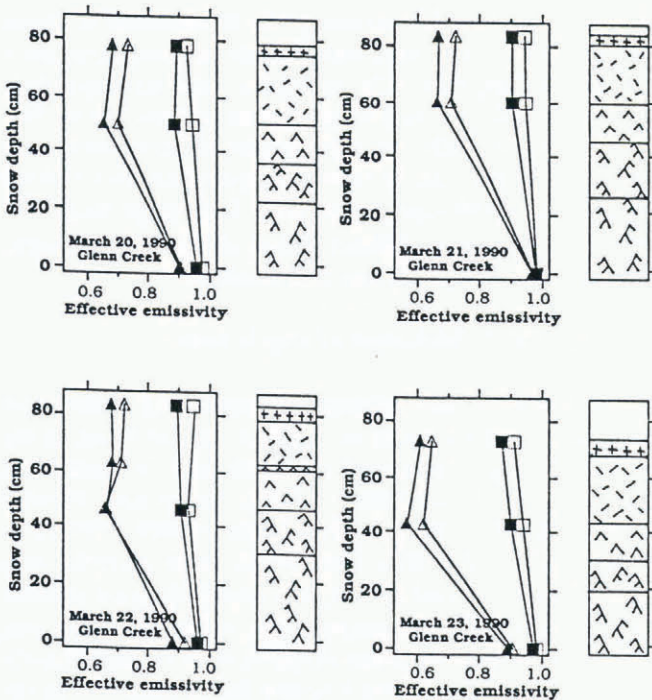 80
60
40
20
0
Snow depth (cm)
March 20, 1990
Glenn Creek
0.6
0.8
1.0
Effective emissivity
80
60
40
20
0
Snow depth (cm)
March 21, 1990
Glenn Creek
0.6
0.8
1.0
Effective emissivity
80
60
40
20
0
Snow depth (cm)
March 22, 1990
Glenn Creek
0.6
0.8
1.0
Effective emissivity
80
60
40
20
0
Snow depth (cm)
March 23, 1990
Glenn Creek
0.6
0.8
1.0
Effective emissivity